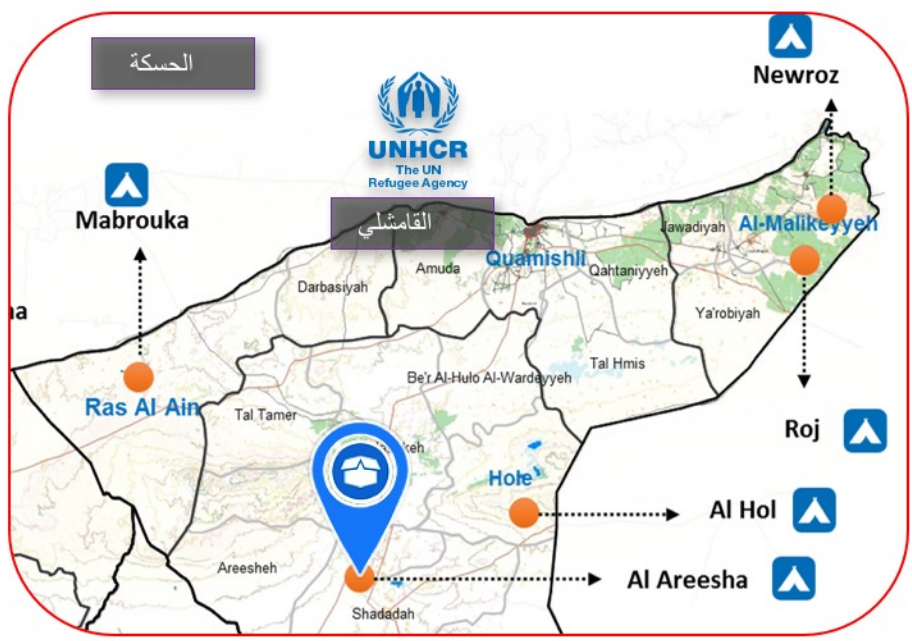 الحسكة
Newroz
UNHCR
The UN
Refugee Agency
Mabrouka
القامشلي
Jawadiyah
Al-Malikeyyeh
Quamishli
Amuda
Qahtaniyyeh
Darbasiyah
Ya'robiyah
na
Tal Hmis
Be'r Al-Hulo Al-Wardeyyeh
Ras Al Ain
Tal Tamer
keh
Roj
Hole
Al Hol
Areesheh
Al Areesha
Shadadah